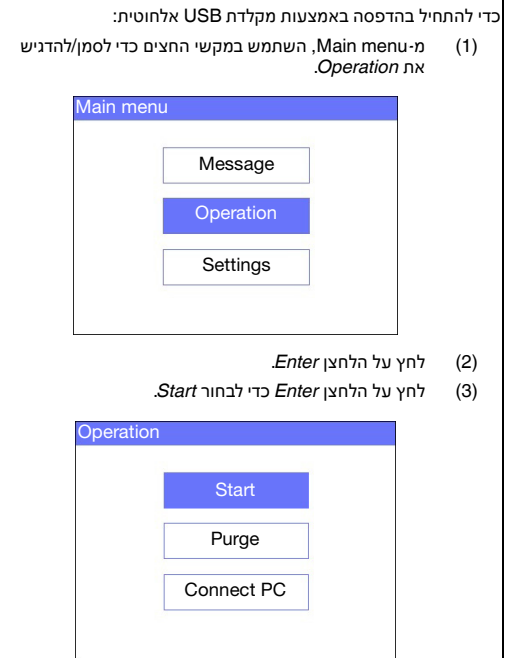 כדי להתחיל בהדפסה באמצעות מקלדת USB אלחוטית:
(1) מ-Main menu, השתמש במקשי החצים כדי לסמן/להדגיש
את Operation.
Main menu
Message
Operation
Settings
(2) לחץ על הלחצן Enter.
(3) לחץ על הלחצן Enter כדי לבחור Start.
Operation
Start
Purge
Connect PC